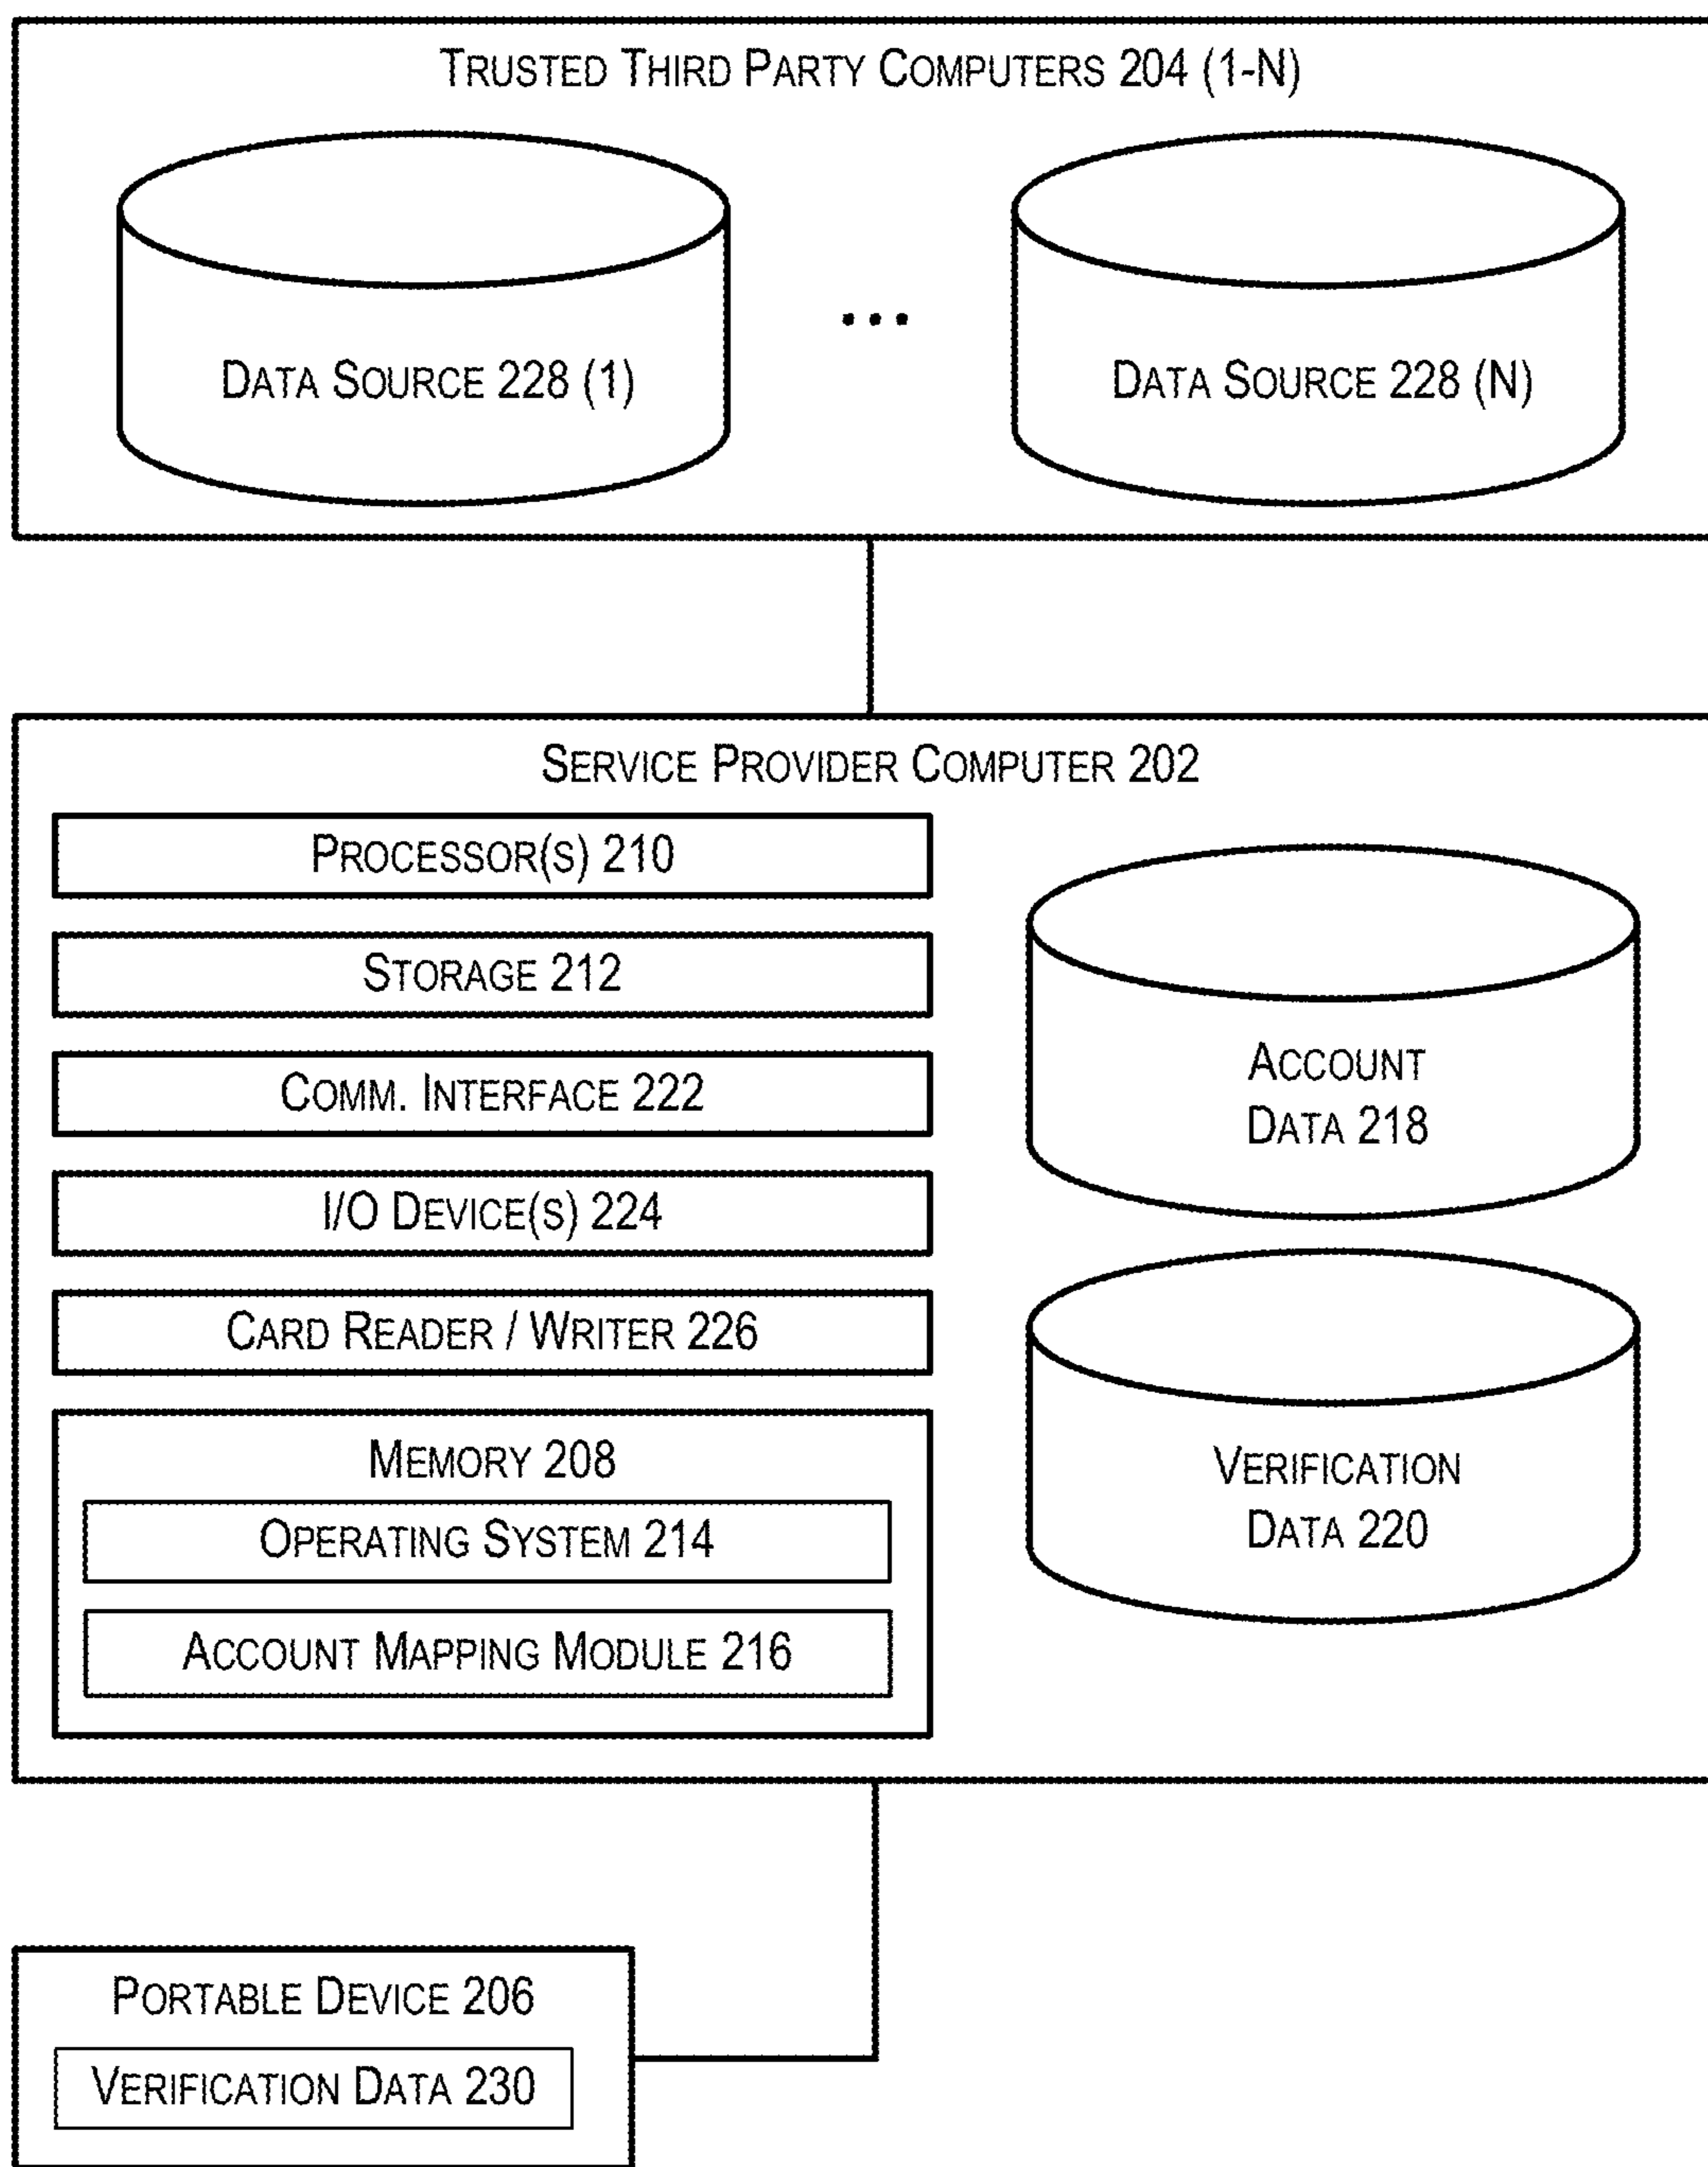 TRUSTED THIRD PARTY COMPUTERS 204 (1-N)
DATA SOURCE 228 (1)
...
DATA SOURCE 228 (N)
SERVICE PROVIDER COMPUTER 202
PROCESSOR(S) 210
STORAGE 212
COMM. INTERFACE 222
I/O DEVICE(S) 224
CARD READER / WRITER 226
MEMORY 208
OPERATING SYSTEM 214
ACCOUNT MAPPING MODULE 216
ACCOUNT
DATA 218
VERIFICATION
DATA 220
PORTABLE DEVICE 206
VERIFICATION DATA 230